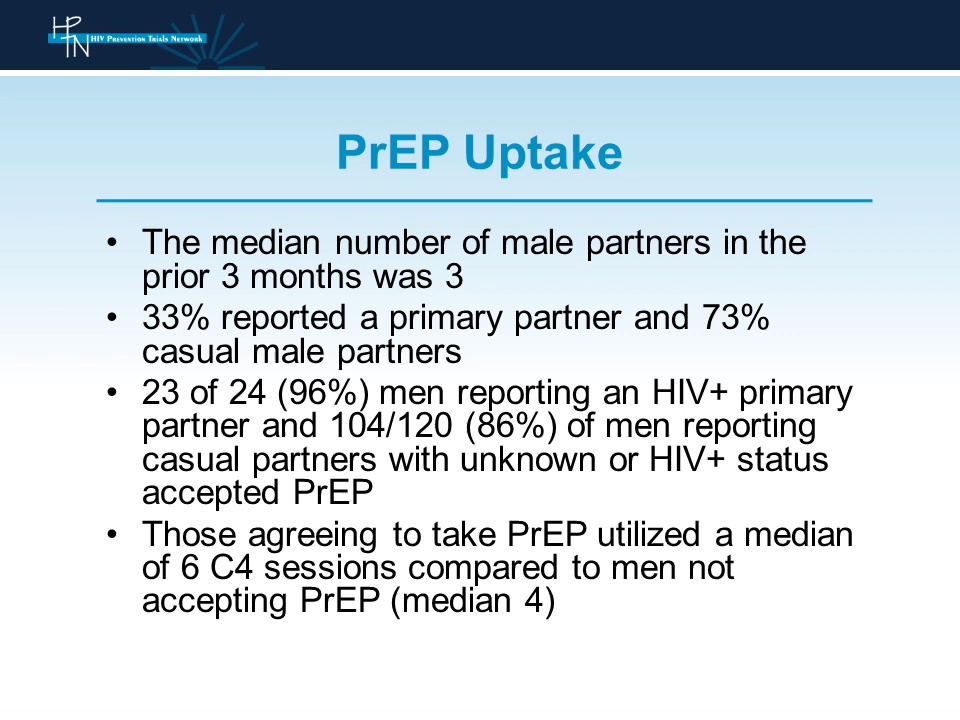 HPTN HIV PREVENTION TRIALS NETWORK
PrEP Uptake
• The median number of male partners in the
prior 3 months was 3
• 33% reported a primary partner and 73%
casual male partners
• 23 of 24 (96%) men reporting an HIV+ primary
partner and 104/120 (86%) of men reporting
casual partners with unknown or HIV+ status
accepted PrEP
• Those agreeing to take PrEP utilized a median
of 6 C4 sessions compared to men not
accepting PrEP (median 4)